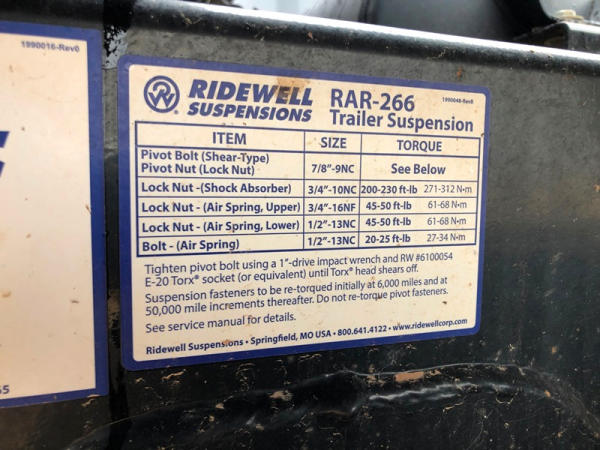 1990016-Rev0
RIDEWELL
SUSPENSIONS
RAR-266
1990048-Rev8
Trailer Suspension
ITEM SIZE TORQUE
Pivot Bolt (Shear-Type)
Pivot Nut (Lock Nut) 7/8"-9NC See Below
Lock Nut -(Shock Absorber) 3/4"-10NC 200-230 ft-lb 271-312 N•m
Lock Nut - (Air Spring, Upper) 3/4"-16NF 45-50 ft-lb 61-68 N•m
Lock Nut - (Air Spring, Lower) 1/2"-13NC 45-50 ft-lb 61-68 N•m
Bolt - (Air Spring) 1/2"-13NC 20-25 ft-lb 27-34 N•m
Tighten pivot bolt using a 1"-drive impact wrench and RW #6100054
E-20 Torx® socket (or equivalent) until Torx® head shears off.
Suspension fasteners to be re-torqued initially at 6,000 miles and at
50,000 mile increments thereafter. Do not re-torque pivot fasteners.
See service manual for details.
Ridewell Suspensions • Springfield, MO USA • 800.641.4122 • www.ridewellcorp.com